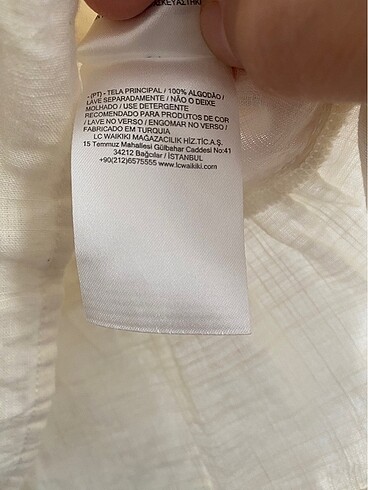 - (PT) - TELA PRINCIPAL / 100% ALGODÃO /
LAVE SEPARADAMENTE / NÃO O DEIXE
MOLHADO / USE DETERGENTE
RECOMENDADO PARA PRODUTOS DE COR
/ LAVE NO VERSO / ENGOMAR NO VERSO /
FABRICADO EM TURQUIA
LC WAIKIKI MAĞAZACILIK HİZ.TİC.A.Ş.
15 Temmuz Mahallesi Gülbahar Caddesi No:41
34212 Bağcılar / İSTANBUL
+90(212)6575555 www.lcwaikiki.com